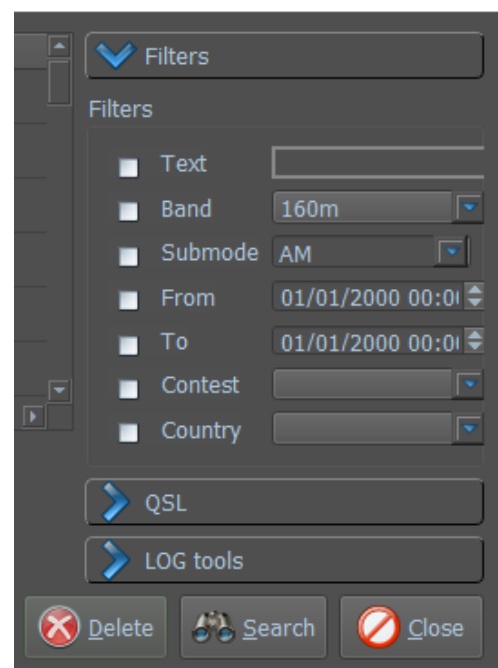 Filters
Filters
Text
Band 160m
Submode AM
From 01/01/2000 00:0
To 01/01/2000 00:0
Contest
Country
QSL
LOG tools
Delete Search Close